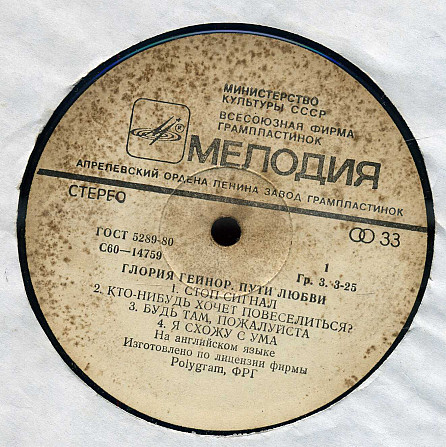 МИНИСТЕРСТВО
КУЛЬТУРЫ СССР
ВСЕСОЮЗНАЯ ФИРМА
ГРАМПЛАСТИНОК
МЕЛОДИЯ
АПРЕЛЕВСКИЙ ОРДЕНА ЛЕНИНА ЗАВОД ГРАМПЛАСТИНОК
СТЕРЕО
33
ГОСТ 5289-80
С60—14759
1
Гр. 3. 3-25
ГЛОРИЯ ГЕЙНОР. ПУТИ ЛЮБВИ
1. СТОП-СИГНАЛ
2. КТО-НИБУДЬ ХОЧЕТ ПОВЕСЕЛИТЬСЯ?
3. БУДЬ ТАМ, ПОЖАЛУЙСТА
4. Я СХОЖУ С УМА
На английском языке
Изготовлено по лицензии фирмы
Polygram, ФРГ